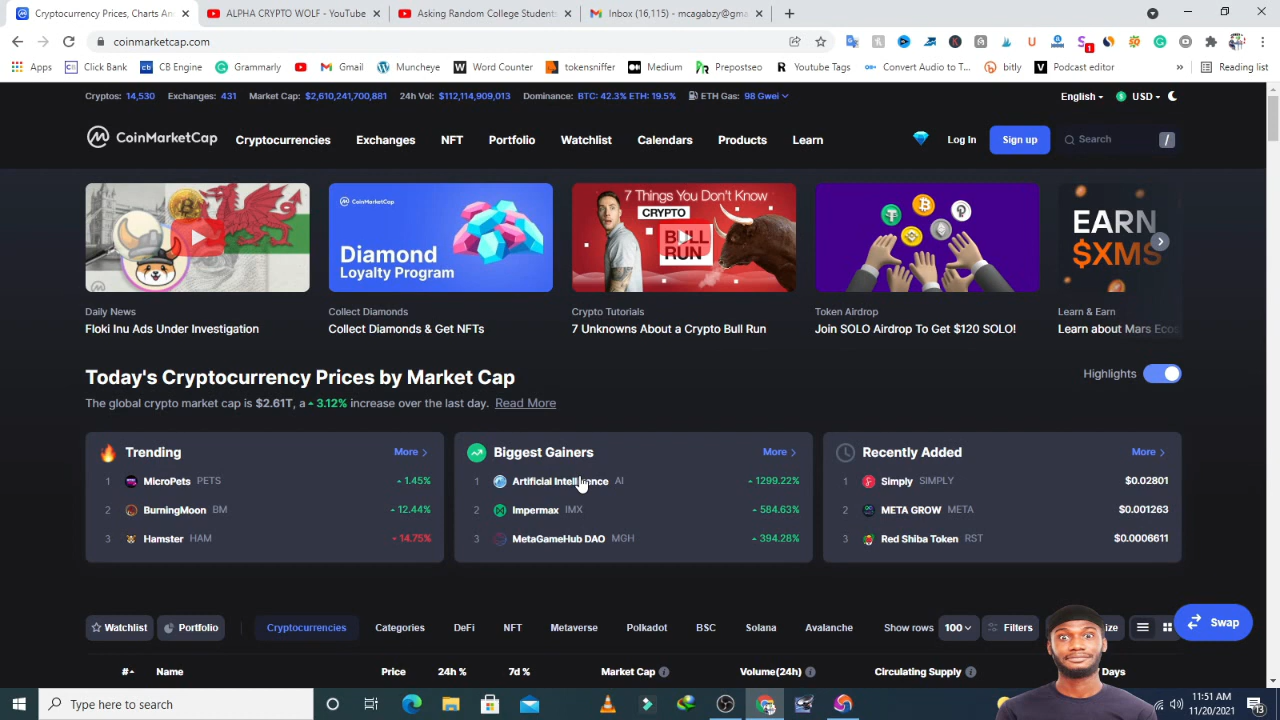 Cryptocurrency Prices, Charts An
ALPHA CRYPTO WOLF - YouTube
Asking Random College Students
Inbox (10,115) - mcagabzy@gma
coinmarketcap.com
Apps
Click Bank
CB Engine
Grammarly
Gmail
Muncheye
Word Counter
tokensniffer
Medium
Prepostseo
Youtube Tags
Convert Audio to T...
bitly
Podcast editor
Reading list
Cryptos: 14,530 Exchanges: 431 Market Cap: $2,610,241,700,881 24h Vol: $112,114,909,013 Dominance: BTC: 42.3% ETH: 19.5% ETH Gas: 98 Gwei
English
USD
CoinMarketCap
Cryptocurrencies
Exchanges
NFT
Portfolio
Watchlist
Calendars
Products
Learn
Log In
Sign up
Search /
CoinMarketCap
Diamond
Loyalty Program
7 Things You Don't Know
CRYPTO
BULL
RUN
EARN
$XMS
Daily News
Floki Inu Ads Under Investigation
Collect Diamonds
Collect Diamonds & Get NFTs
Crypto Tutorials
7 Unknowns About a Crypto Bull Run
Token Airdrop
Join SOLO Airdrop To Get $120 SOLO!
Learn & Earn
Learn about Mars Eco
Today's Cryptocurrency Prices by Market Cap
Highlights
The global crypto market cap is $2.61T, a 3.12% increase over the last day. Read More
Trending
More
1 MicroPets PETS 1.45%
2 BurningMoon BM 12.44%
3 Hamster HAM 14.75%
Biggest Gainers
More
1 Artificial Intelligence AI 1299.22%
2 Impermax IMX 584.63%
3 MetaGameHub DAO MGH 394.28%
Recently Added
More
1 Simply SIMPLY $0.02801
2 META GROW META $0.001263
3 Red Shiba Token RST $0.0006611
Watchlist
Portfolio
Cryptocurrencies
Categories
DeFi
NFT
Metaverse
Polkadot
BSC
Solana
Avalanche
Show rows 100
Filters
ize
Swap
# Name Price 24h % 7d % Market Cap Volume(24h) Circulating Supply Days
Type here to search
11:51 AM
11/20/2021
13